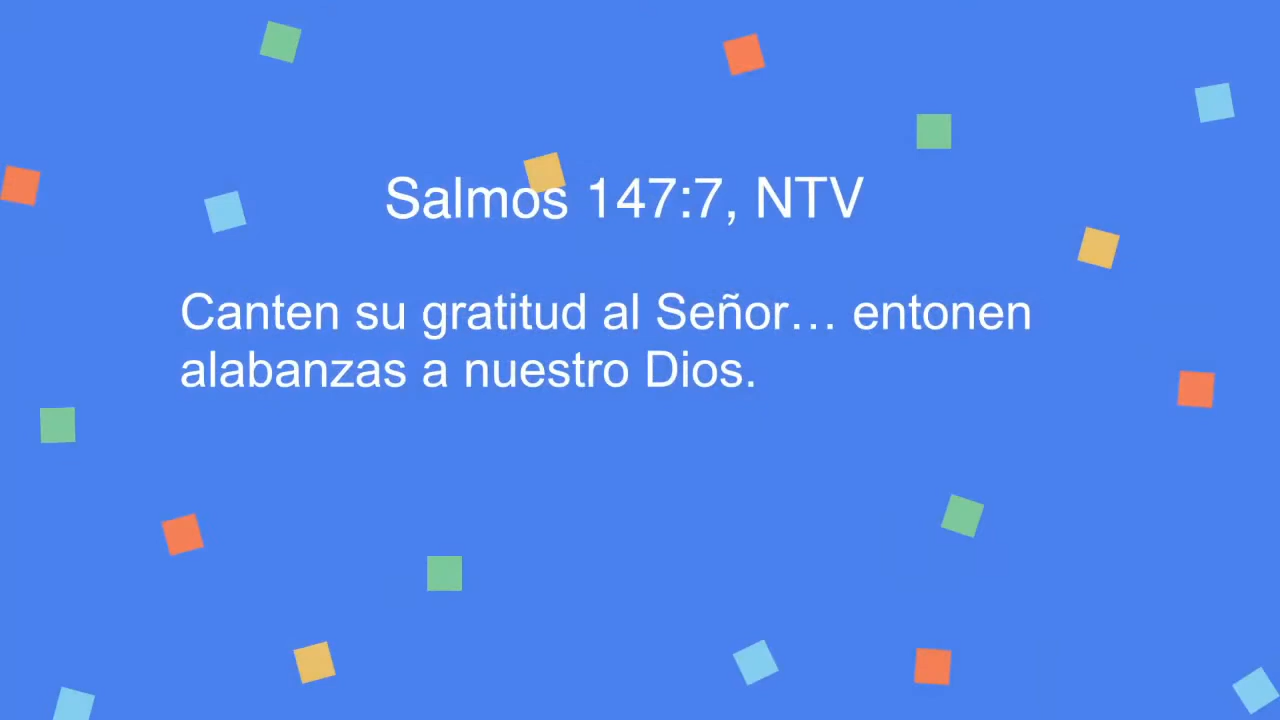 Salmos 147:7, NTV
Canten su gratitud al Señor… entonen
alabanzas a nuestro Dios.